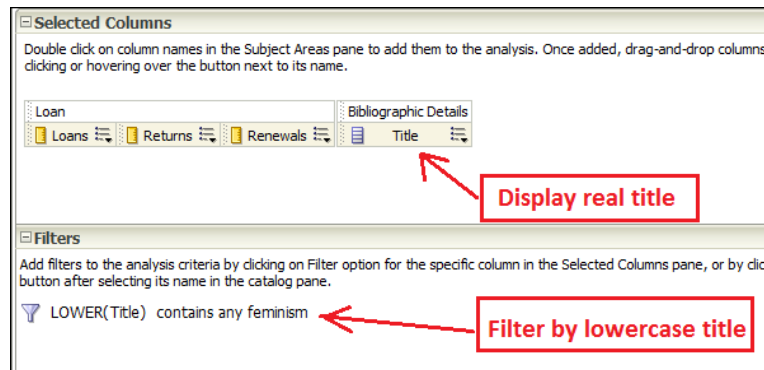 Selected Columns
Double click on column names in the Subject Areas pane to add them to the analysis. Once added, drag-and-drop columns
clicking or hovering over the button next to its name.
Loan Bibliographic Details
Loans Returns Renewals Title
Display real title
Filters
Add filters to the analysis criteria by clicking on Filter option for the specific column in the Selected Columns pane, or by clic
button after selecting its name in the catalog pane.
LOWER(Title) contains any feminism
Filter by lowercase title